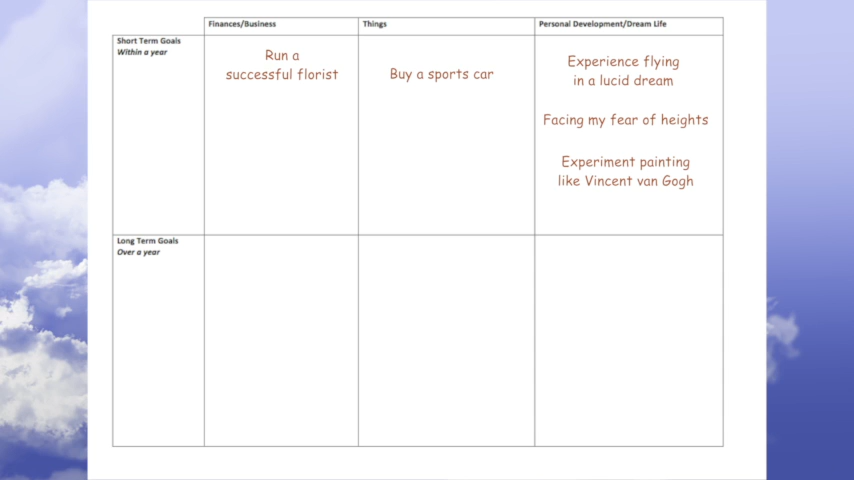 Finances/Business
Things
Personal Development/Dream Life
Short Term Goals
Within a year
Run a
successful florist
Buy a sports car
Experience flying
in a lucid dream
Facing my fear of heights
Experiment painting
like Vincent van Gogh
Long Term Goals
Over a year